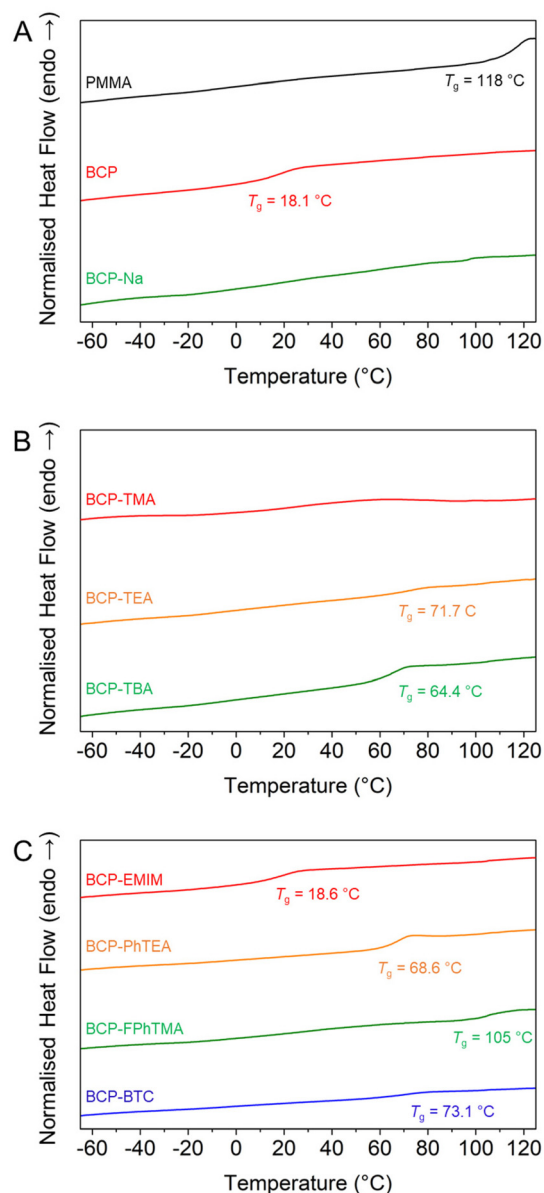 A
Normalised Heat Flow (endo →)
PMMA
Tg = 118 °C
BCP
Tg = 18.1 °C
BCP-Na
-60 -40 -20 0 20 40 60 80 100 120
Temperature (°C)
B
Normalised Heat Flow (endo →)
BCP-TMA
BCP-TEA
Tg = 71.7 C
BCP-TBA
Tg = 64.4 °C
-60 -40 -20 0 20 40 60 80 100 120
Temperature (°C)
C
Normalised Heat Flow (endo →)
BCP-EMIM
Tg = 18.6 °C
BCP-PhTEA
Tg = 68.6 °C
BCP-FPhTMA
Tg = 105 °C
BCP-BTC
Tg = 73.1 °C
-60 -40 -20 0 20 40 60 80 100 120
Temperature (°C)